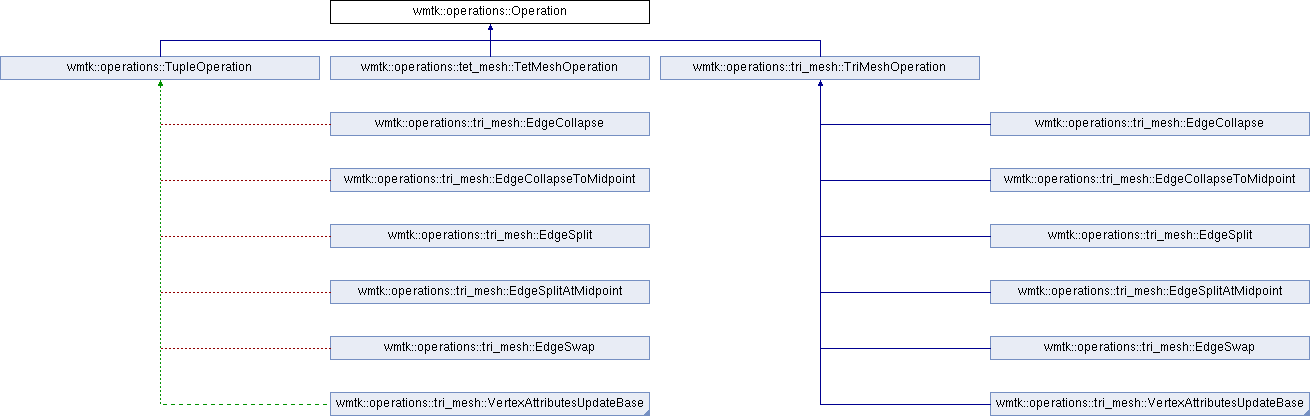 wmtk::operations::Operation
wmtk::operations::TupleOperation
wmtk::operations::tet_mesh::TetMeshOperation
wmtk::operations::tri_mesh::TriMeshOperation
wmtk::operations::tri_mesh::EdgeCollapse
wmtk::operations::tri_mesh::EdgeCollapse
wmtk::operations::tri_mesh::EdgeCollapseToMidpoint
wmtk::operations::tri_mesh::EdgeCollapseToMidpoint
wmtk::operations::tri_mesh::EdgeSplit
wmtk::operations::tri_mesh::EdgeSplit
wmtk::operations::tri_mesh::EdgeSplitAtMidpoint
wmtk::operations::tri_mesh::EdgeSplitAtMidpoint
wmtk::operations::tri_mesh::EdgeSwap
wmtk::operations::tri_mesh::EdgeSwap
wmtk::operations::tri_mesh::VertexAttributesUpdateBase
wmtk::operations::tri_mesh::VertexAttributesUpdateBase